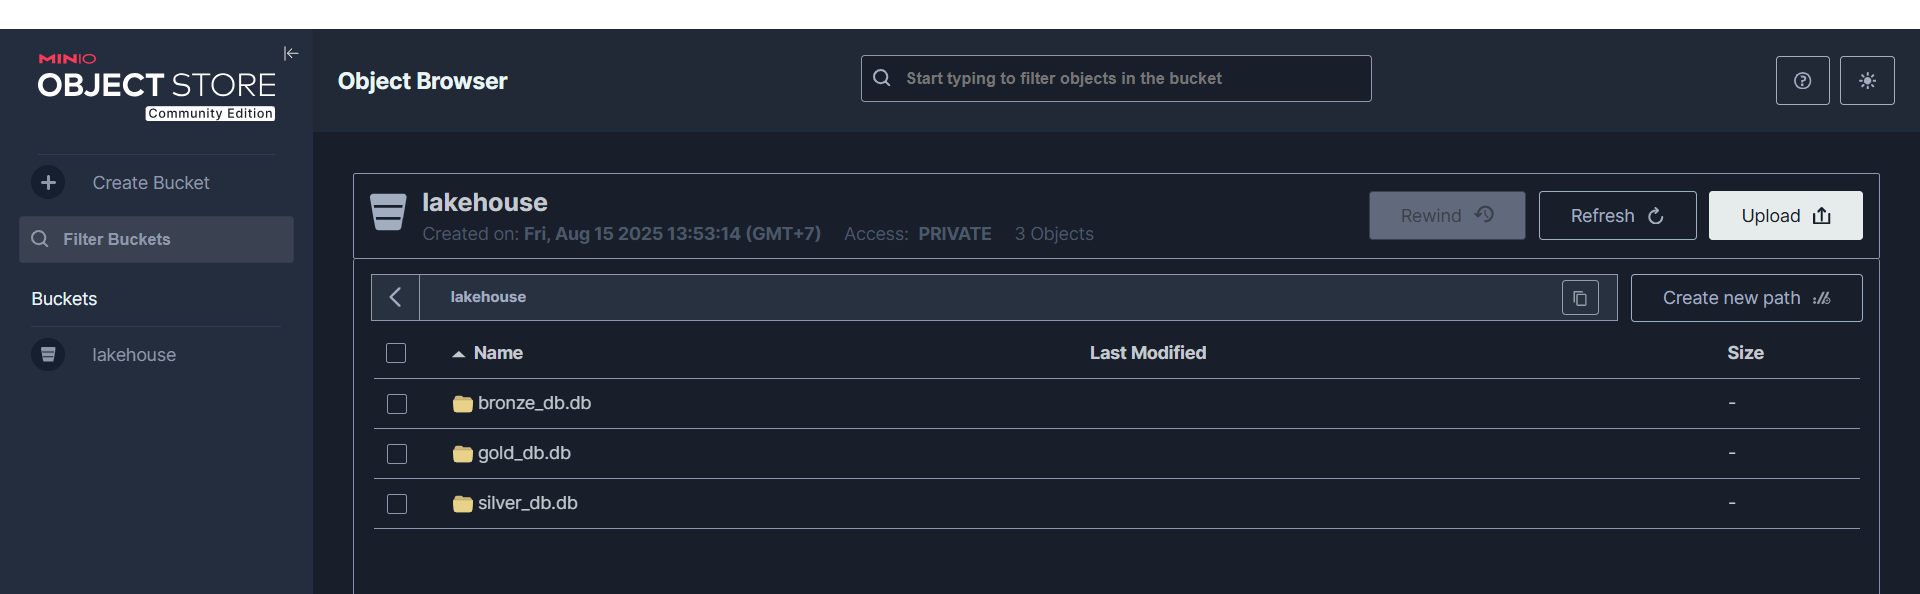 MINIO
OBJECT STORE
Community Edition
Create Bucket
Filter Buckets
Buckets
lakehouse
Object Browser
Start typing to filter objects in the bucket
lakehouse
Created on: Fri, Aug 15 2025 13:53:14 (GMT+7) Access: PRIVATE 3 Objects
Rewind Refresh Upload
lakehouse
Create new path
Name Last Modified Size
bronze_db.db -
gold_db.db -
silver_db.db -